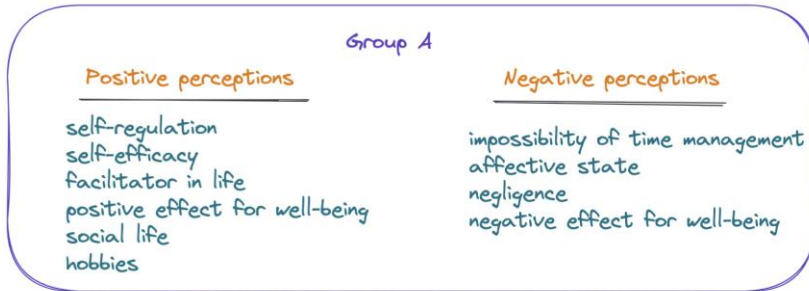 Group A
Positive perceptions
self-regulation
self-efficacy
facilitator in life
positive effect for well-being
social life
hobbies
Negative perceptions
impossibility of time management
affective state
negligence
negative effect for well-being